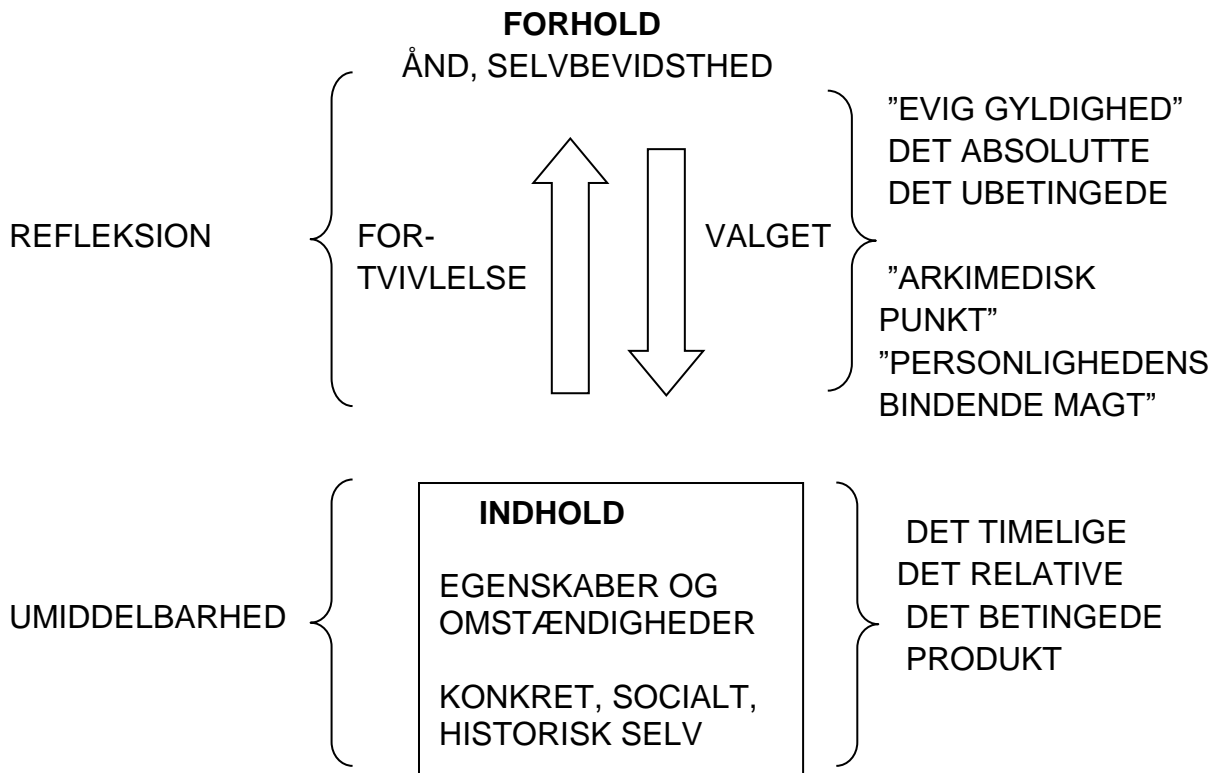 FORHOLD
ÅND, SELVBEVIDSTHED
REFLEKSION
FOR-
TVIVLELSE
VALGET
”EVIG GYLDIGHED”
DET ABSOLUTTE
DET UBETINGEDE
”ARKIMEDISK
PUNKT”
”PERSONLIGHEDENS
BINDENDE MAGT”
UMIDDELBARHED
INDHOLD
EGENSKABER OG
OMSTÆNDIGHEDER
KONKRET, SOCIALT,
HISTORISK SELV
DET TIMELIGE
DET RELATIVE
DET BETINGEDE
PRODUKT